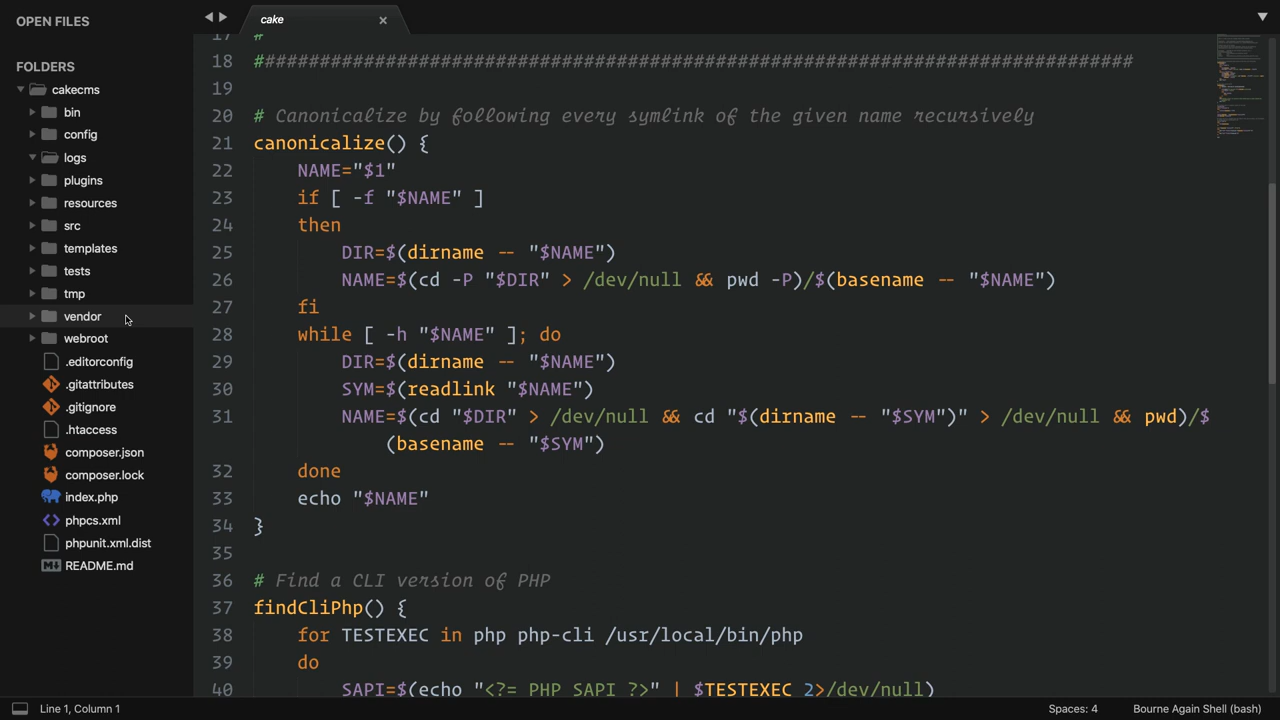 OPEN FILES
FOLDERS
cakecms
bin
config
logs
plugins
resources
src
templates
tests
tmp
vendor
webroot
.editorconfig
.gitattributes
.gitignore
.htaccess
composer.json
composer.lock
index.php
phpcs.xml
phpunit.xml.dist
README.md
cake
17 #
18 ################################################################################
19
20 # Canonicalize by following every symlink of the given name recursively
21 canonicalize() {
22 NAME="$1"
23 if [ -f "$NAME" ]
24 then
25 DIR=$(dirname -- "$NAME")
26 NAME=$(cd -P "$DIR" > /dev/null && pwd -P)/$(basename -- "$NAME")
27 fi
28 while [ -h "$NAME" ]; do
29 DIR=$(dirname -- "$NAME")
30 SYM=$(readlink "$NAME")
31 NAME=$(cd "$DIR" > /dev/null && cd "$(dirname -- "$SYM")" > /dev/null && pwd)/$
(basename -- "$SYM")
32 done
33 echo "$NAME"
34 }
35
36 # Find a CLI version of PHP
37 findCliPhp() {
38 for TESTEXEC in php php-cli /usr/local/bin/php
39 do
40 SAPI=$(echo "<?= PHP_SAPI ?>" | $TESTEXEC 2>/dev/null)
Line 1, Column 1
Spaces: 4
Bourne Again Shell (bash)